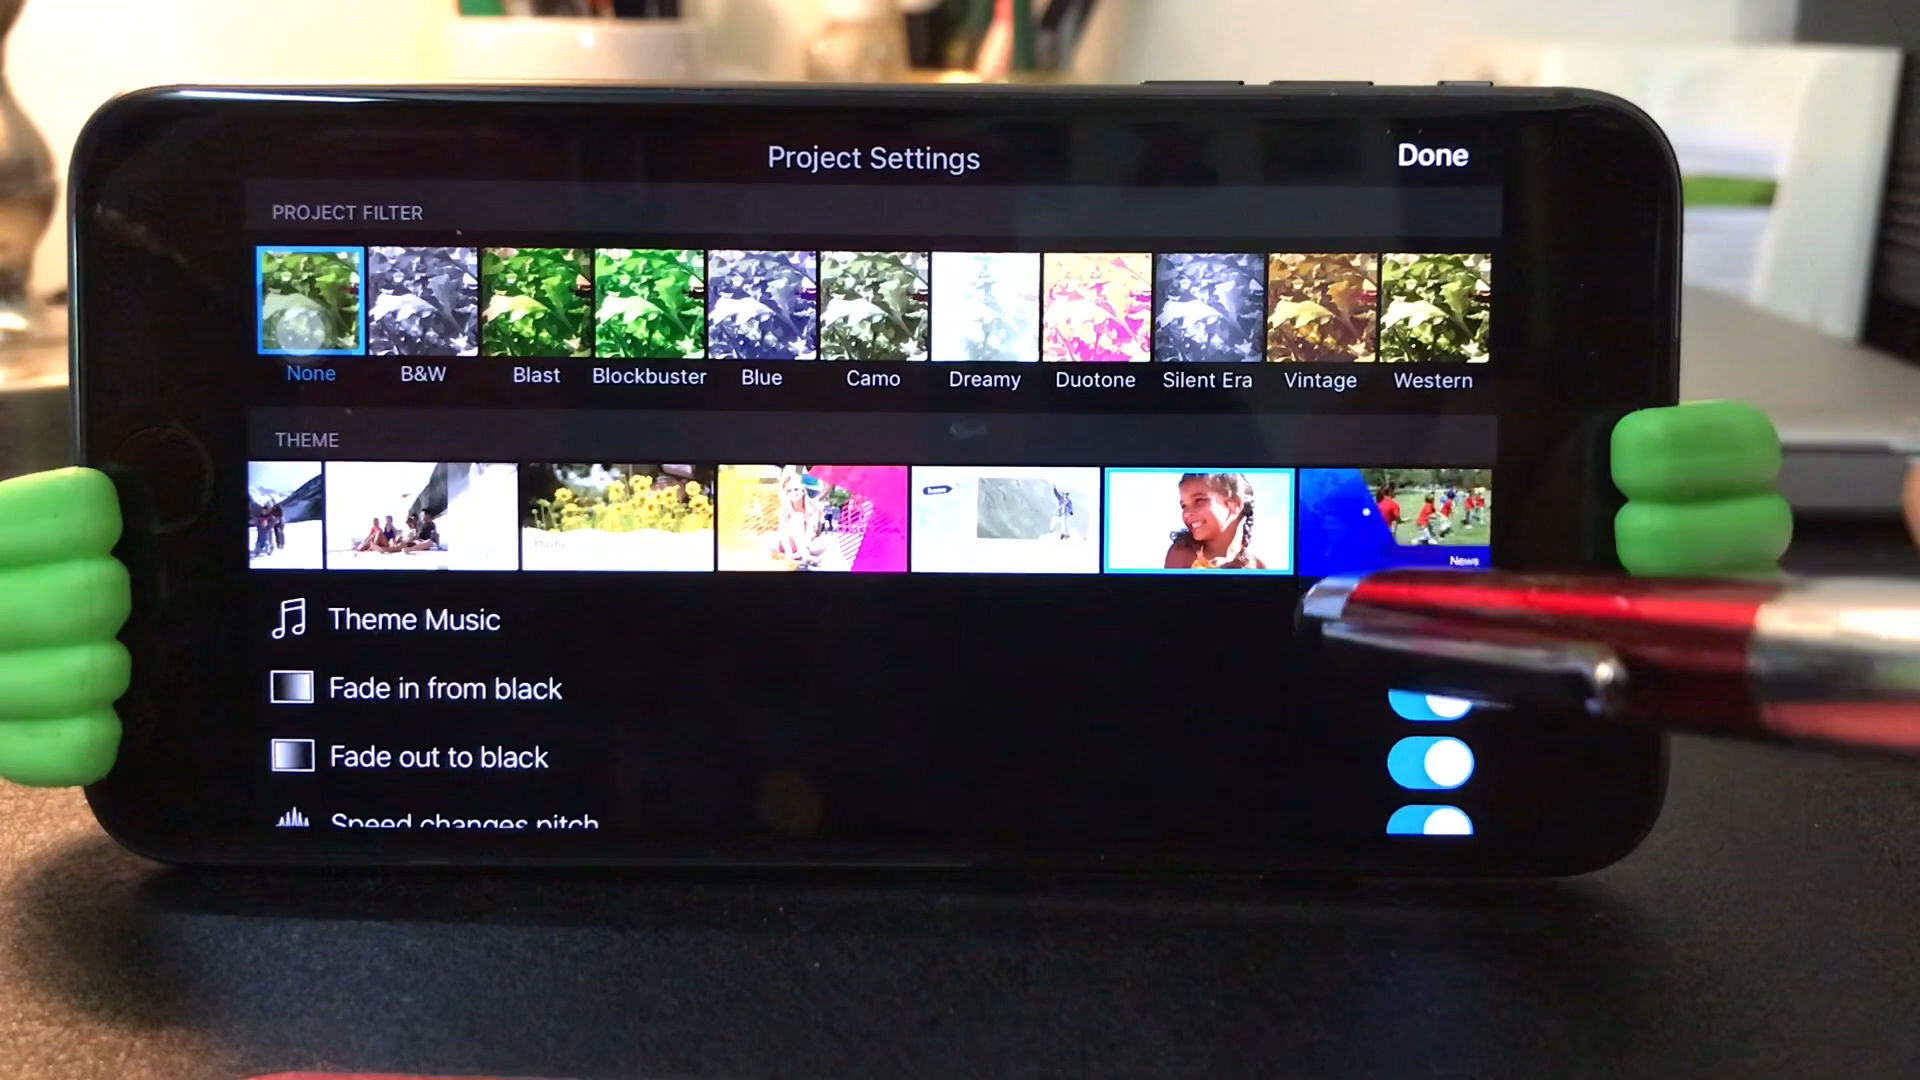 Project Settings
Done
PROJECT FILTER
None
B&W
Blast
Blockbuster
Blue
Camo
Dreamy
Duotone
Silent Era
Vintage
Western
THEME
News
Theme Music
Fade in from black
Fade out to black
Speed changes pitch